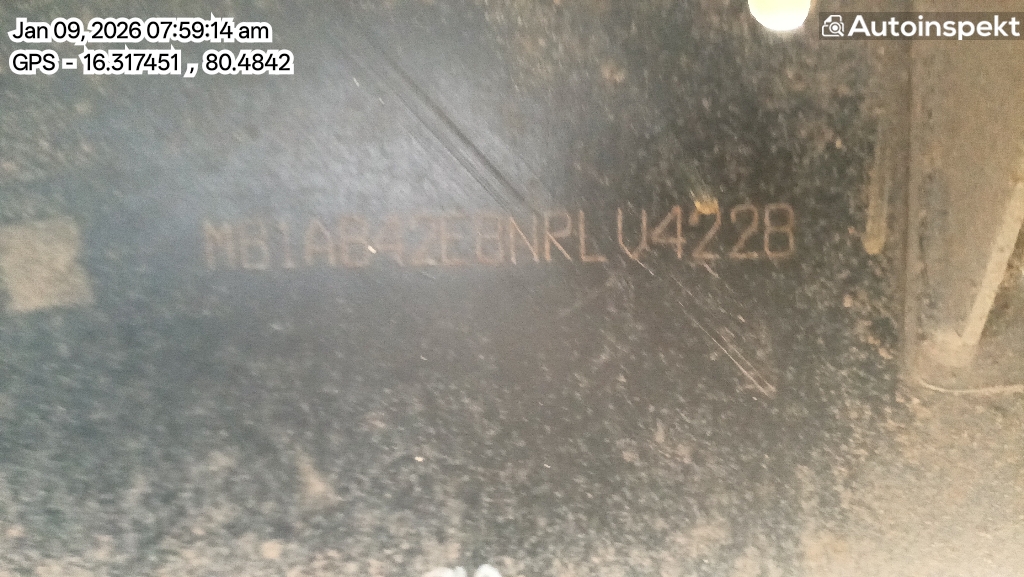 Jan 09, 2026 07:59:14 am
GPS - 16.317451 , 80.4842
Autoinspekt
MB1AB42E8NRLV4228